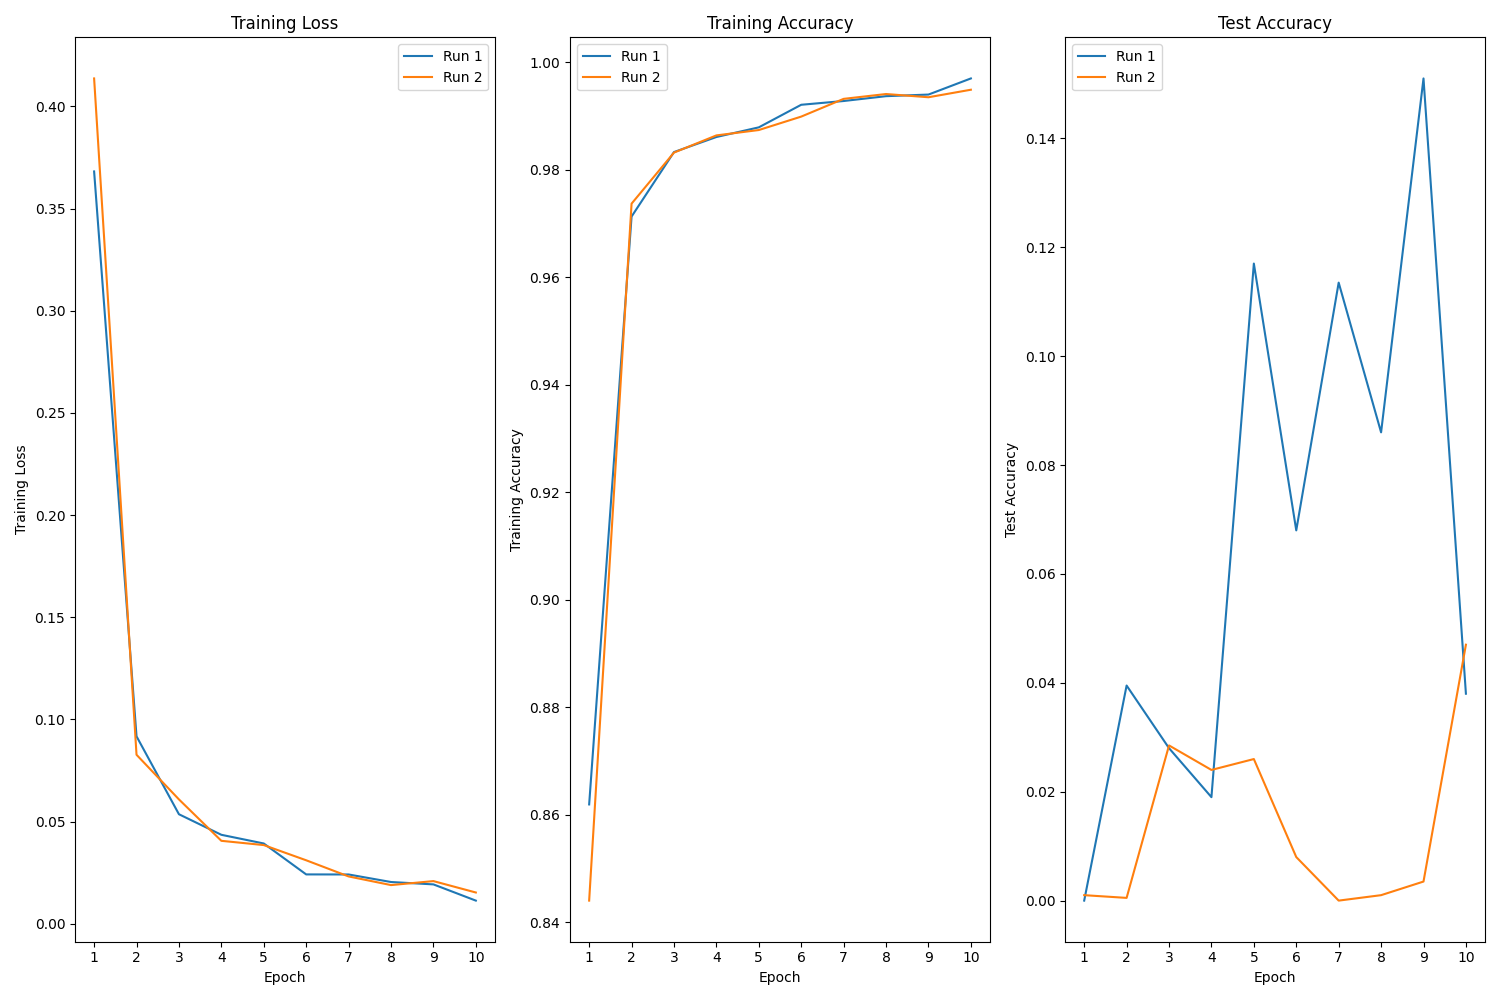 Training Loss
Run 1
Run 2
0.40
0.35
0.30
0.25
0.20
0.15
0.10
0.05
0.00
Training Loss
1 2 3 4 5 6 7 8 9 10
Epoch
Training Accuracy
Run 1
Run 2
1.00
0.98
0.96
0.94
0.92
0.90
0.88
0.86
0.84
Training Accuracy
1 2 3 4 5 6 7 8 9 10
Epoch
Test Accuracy
Run 1
Run 2
0.14
0.12
0.10
0.08
0.06
0.04
0.02
0.00
Test Accuracy
1 2 3 4 5 6 7 8 9 10
Epoch